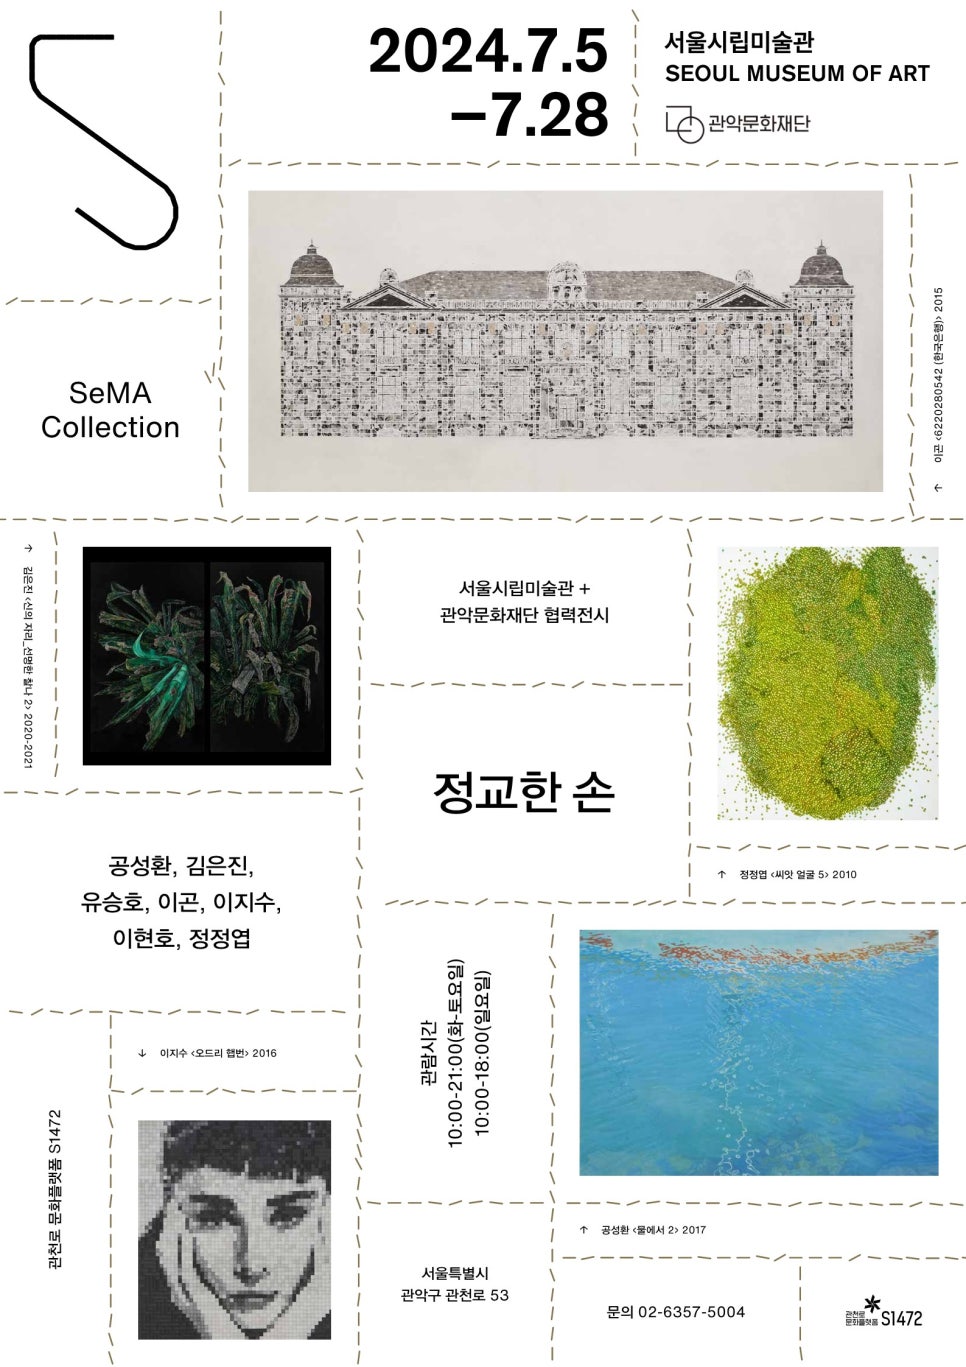 2024.7.5
–7.28
서울시립미술관
SEOUL MUSEUM OF ART
관악문화재단
SeMA
Collection
← 이곤 <6220280542 (한국은행)> 2015
← 김은진 <신의 자리_선명한 찰나 2> 2020-2021
서울시립미술관 +
관악문화재단 협력전시
정교한 손
↑ 정정엽 <씨앗 얼굴 5> 2010
공성환, 김은진,
유승호, 이곤, 이지수,
이현호, 정정엽
관람시간
10:00-21:00(화-토요일)
10:00-18:00(일요일)
↓ 이지수 <오드리 햅번> 2016
관천로 문화플랫폼 S1472
↑ 공성환 <물에서 2> 2017
서울특별시
관악구 관천로 53
문의 02-6357-5004
관천로
문화플랫폼 S1472